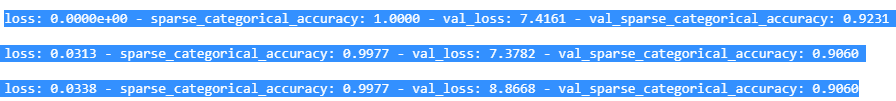 loss: 0.0000e+00 - sparse_categorical_accuracy: 1.0000 - val_loss: 7.4161 - val_sparse_categorical_accuracy: 0.9231
loss: 0.0313 - sparse_categorical_accuracy: 0.9977 - val_loss: 7.3782 - val_sparse_categorical_accuracy: 0.9060
loss: 0.0338 - sparse_categorical_accuracy: 0.9977 - val_loss: 8.8668 - val_sparse_categorical_accuracy: 0.9060